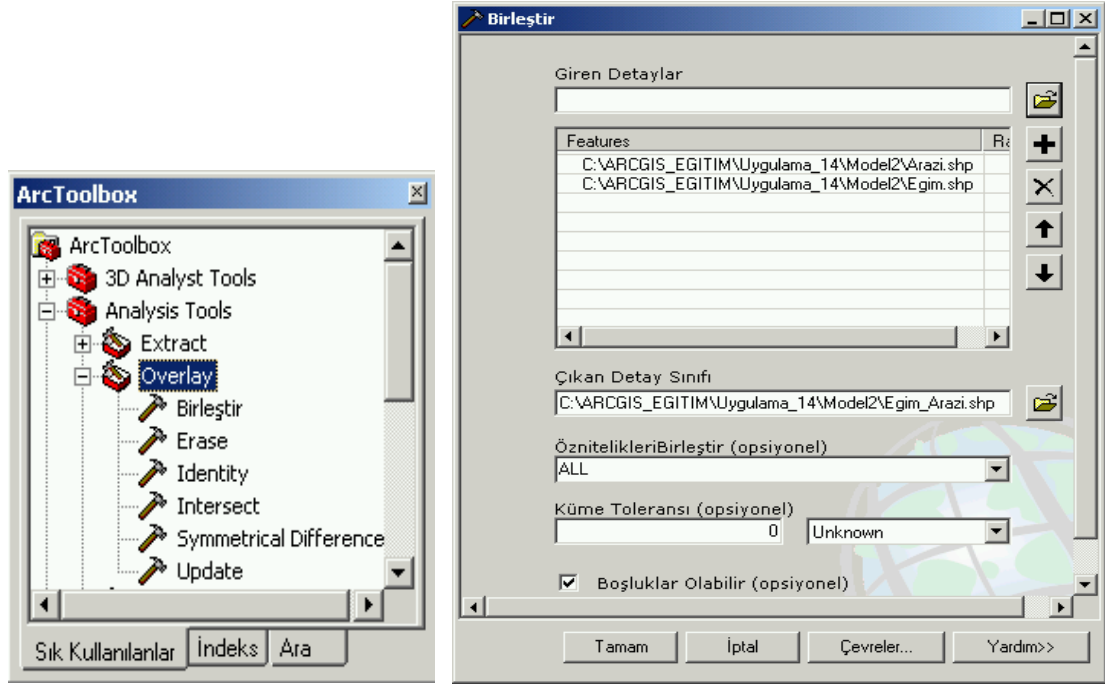 ArcToolbox
ArcToolbox
3D Analyst Tools
Analysis Tools
Extract
Overlay
Birleştir
Erase
Identity
Intersect
Symmetrical Difference
Update
Sık Kullanılanlar
İndeks
Ara
Birleştir
Giren Detaylar
Features
C:\ARCGIS_EGITIM\Uygulama_14\Model2\Arazi.shp
C:\ARCGIS_EGITIM\Uygulama_14\Model2\Egim.shp
Çıkan Detay Sınıfı
C:\ARCGIS_EGITIM\Uygulama_14\Model2\Egim_Arazi.shp
ÖznitelikleriBirleştir (opsiyonel)
ALL
Küme Toleransı (opsiyonel)
0 Unknown
Boşluklar Olabilir (opsiyonel)
Tamam
İptal
Çevreler...
Yardım>>